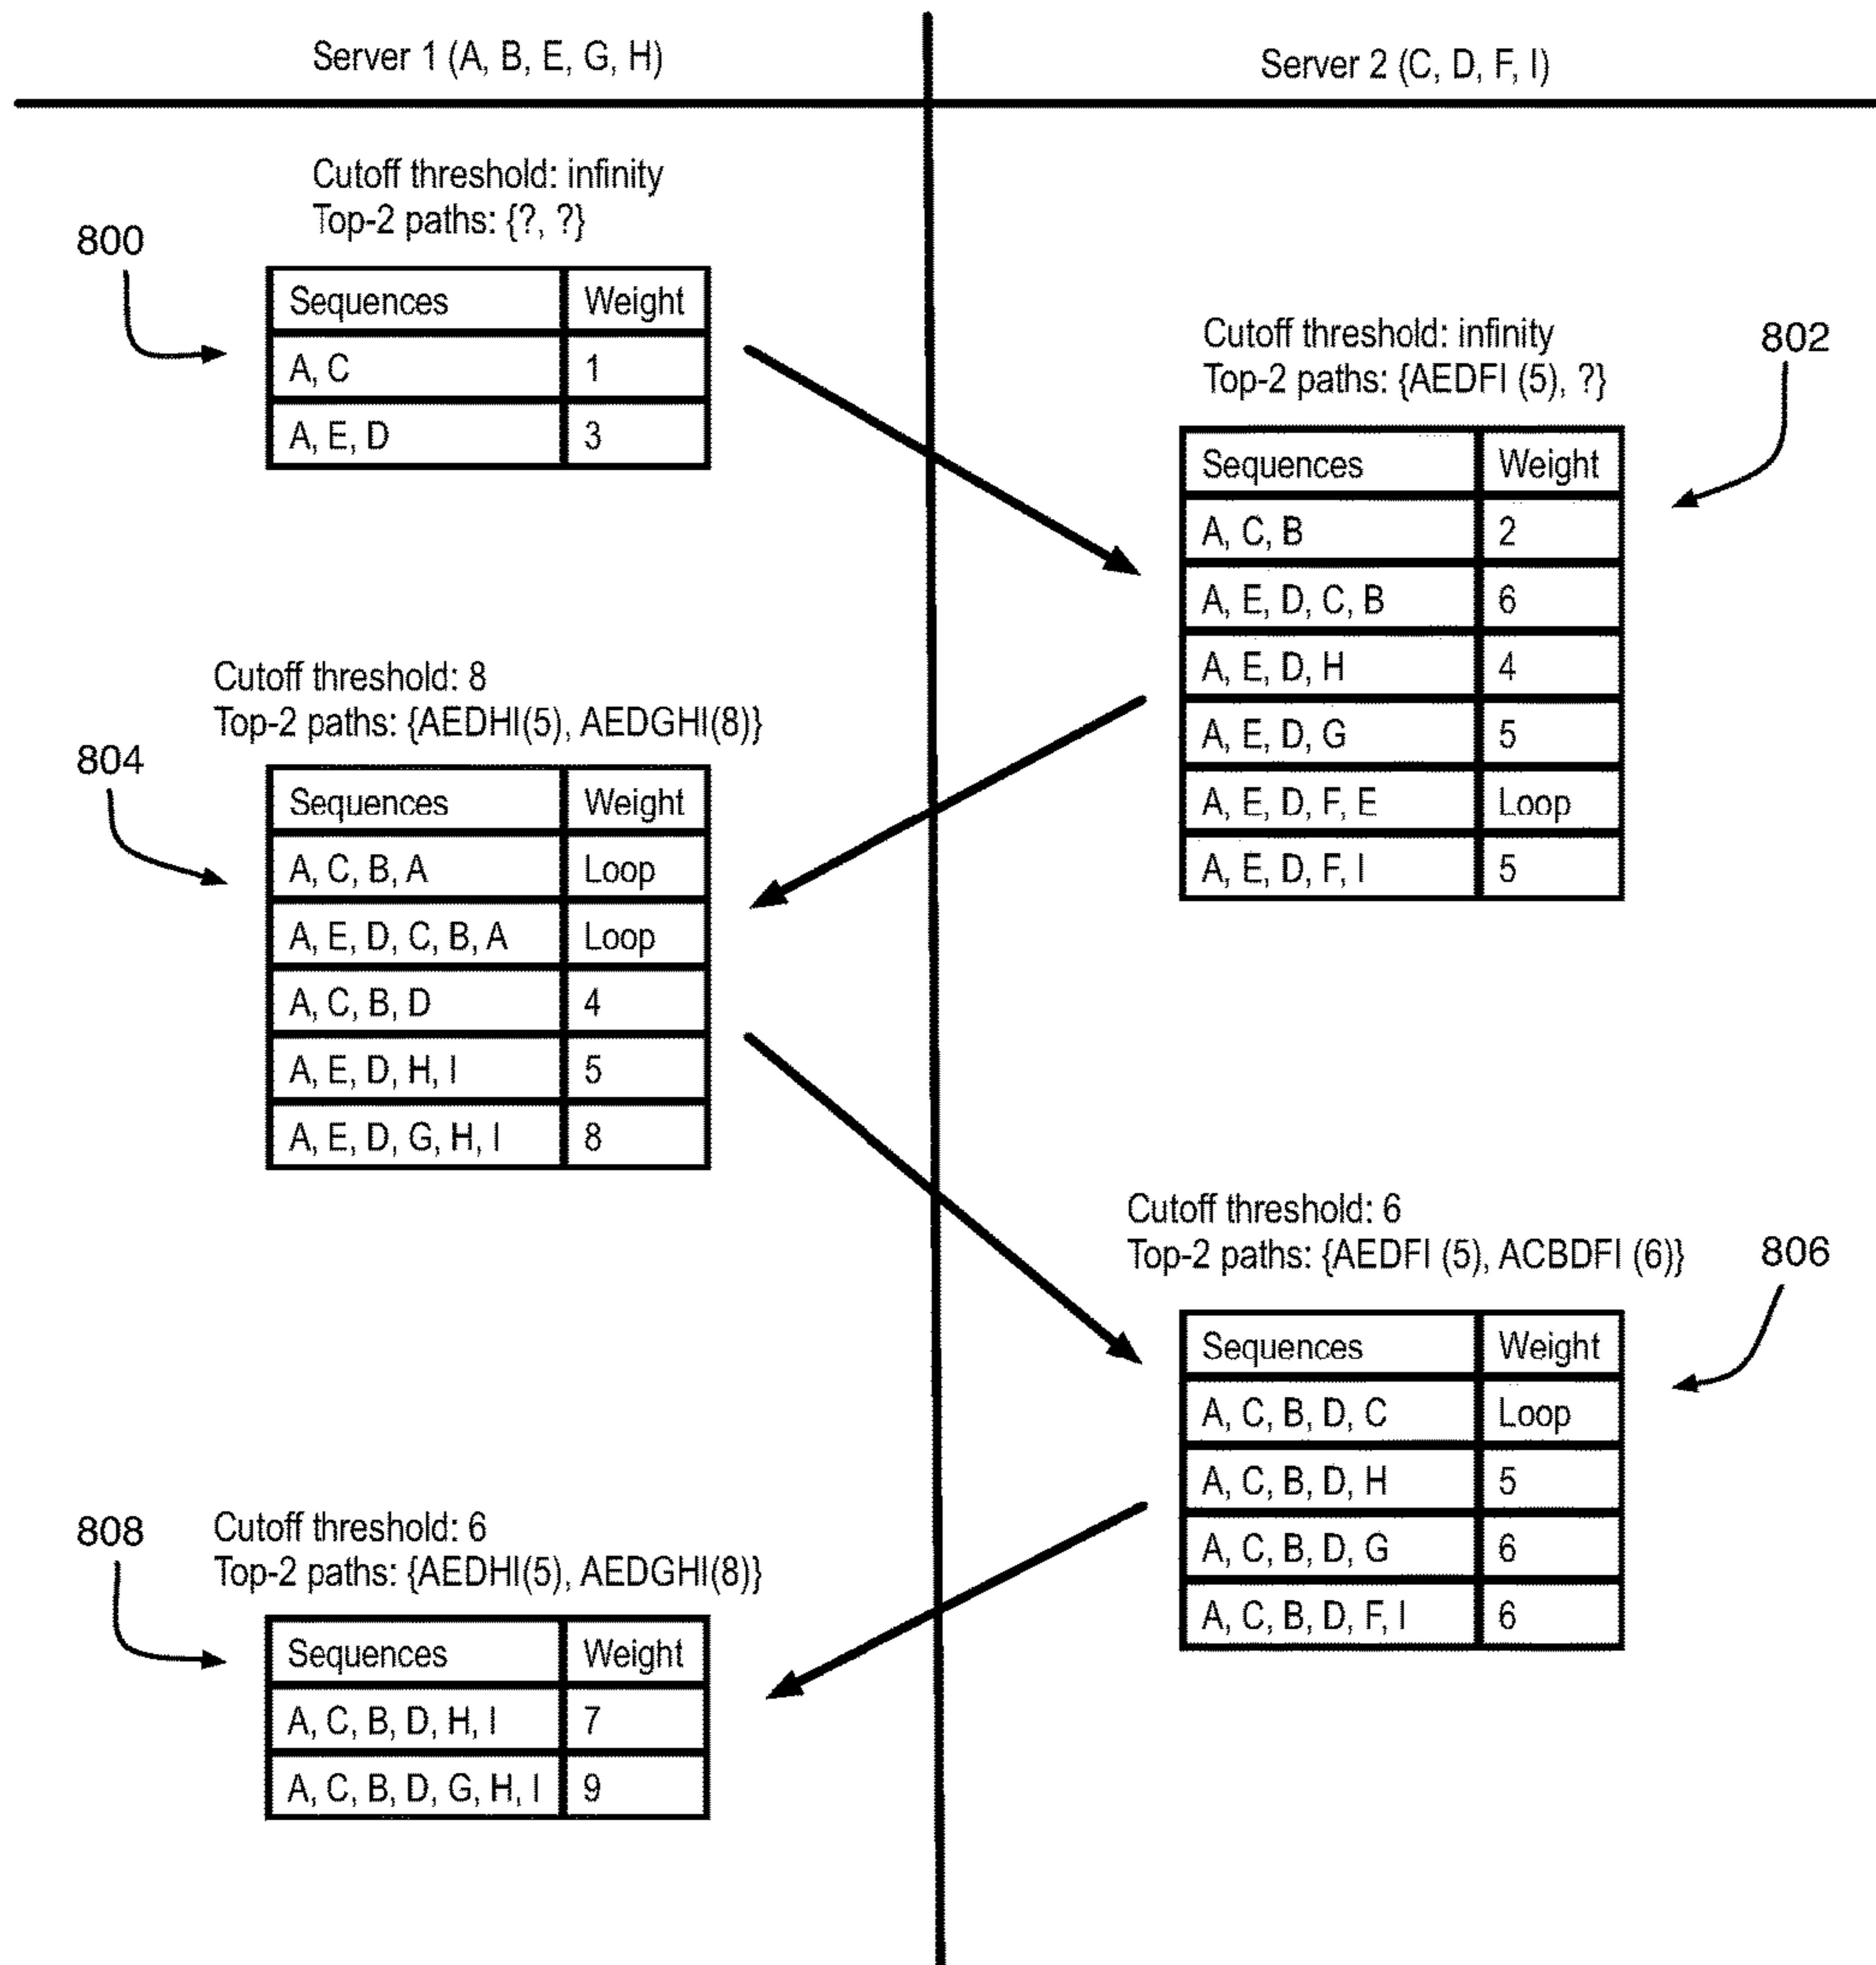 Server 1 (A, B, E, G, H)
Server 2 (C, D, F, I)
Cutoff threshold: infinity
Top-2 paths: {?, ?}
800
Sequences Weight
A, C 1
A, E, D 3
Cutoff threshold: infinity
Top-2 paths: {AEDFI (5), ?}
802
Sequences Weight
A, C, B 2
A, E, D, C, B 6
A, E, D, H 4
A, E, D, G 5
A, E, D, F, E Loop
A, E, D, F, I 5
Cutoff threshold: 8
Top-2 paths: {AEDHI(5), AEDGHI(8)}
804
Sequences Weight
A, C, B, A Loop
A, E, D, C, B, A Loop
A, C, B, D 4
A, E, D, H, I 5
A, E, D, G, H, I 8
Cutoff threshold: 6
Top-2 paths: {AEDFI (5), ACBDFI (6)}
806
Sequences Weight
A, C, B, D, C Loop
A, C, B, D, H 5
A, C, B, D, G 6
A, C, B, D, F, I 6
808
Cutoff threshold: 6
Top-2 paths: {AEDHI(5), AEDGHI(8)}
Sequences Weight
A, C, B, D, H, I 7
A, C, B, D, G, H, I 9